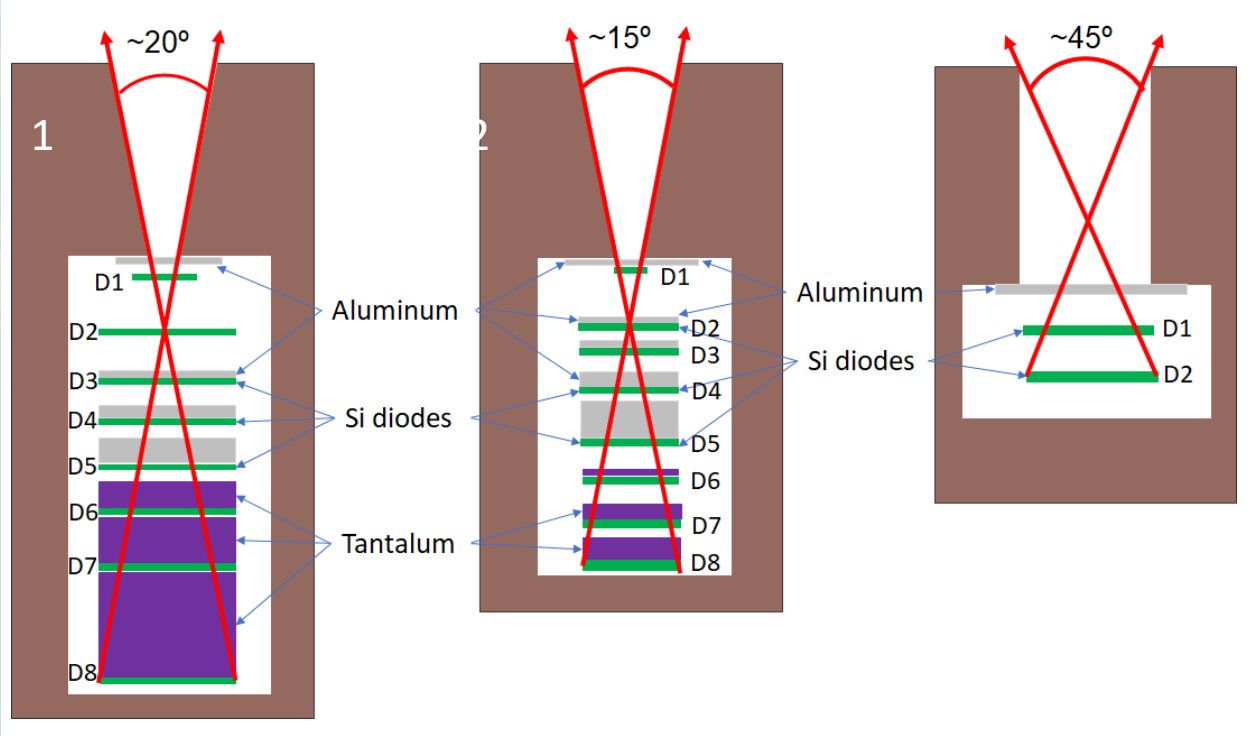 ~20º
~15º
~45º
1
2
D1
D2
D3
D4
D5
D6
D7
D8
Aluminum
Si diodes
Tantalum
D1
D2
D3
D4
D5
D6
D7
D8
Aluminum
Si diodes
D1
D2